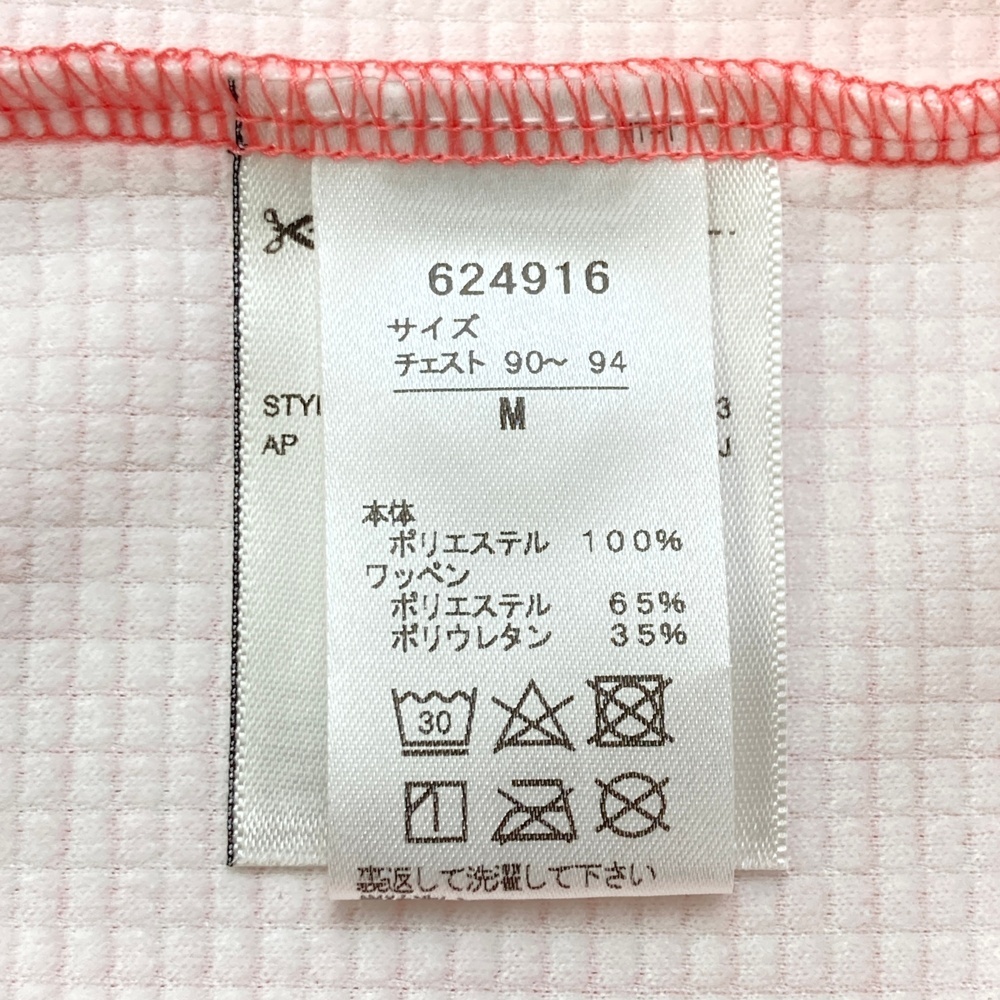 624916
サイズ
チェスト 90～ 94
M
STYL
AP
3
U
本体
ポリエステル 100%
ワッペン
ポリエステル 65%
ポリウレタン 35%
30
裏返して洗濯して下さい